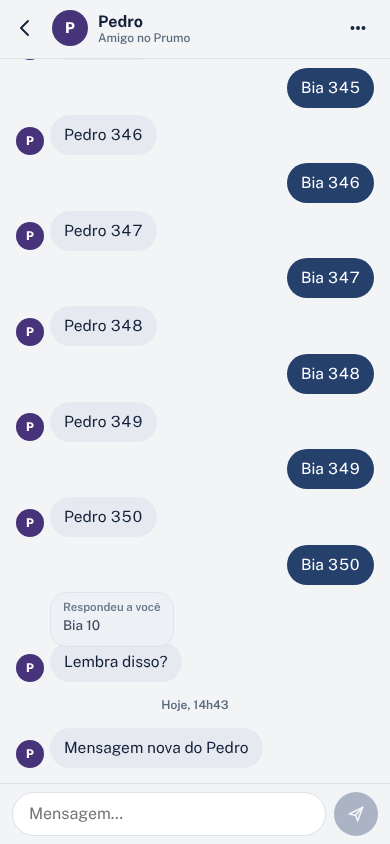 P
Pedro
Amigo no Prumo
Bia 345
Pedro 346
P
Bia 346
Pedro 347
P
Bia 347
Pedro 348
P
Bia 348
Pedro 349
P
Bia 349
Pedro 350
P
Bia 350
Respondeu a você
Bia 10
Lembra disso?
P
Hoje, 14h43
Mensagem nova do Pedro
P
Mensagem...